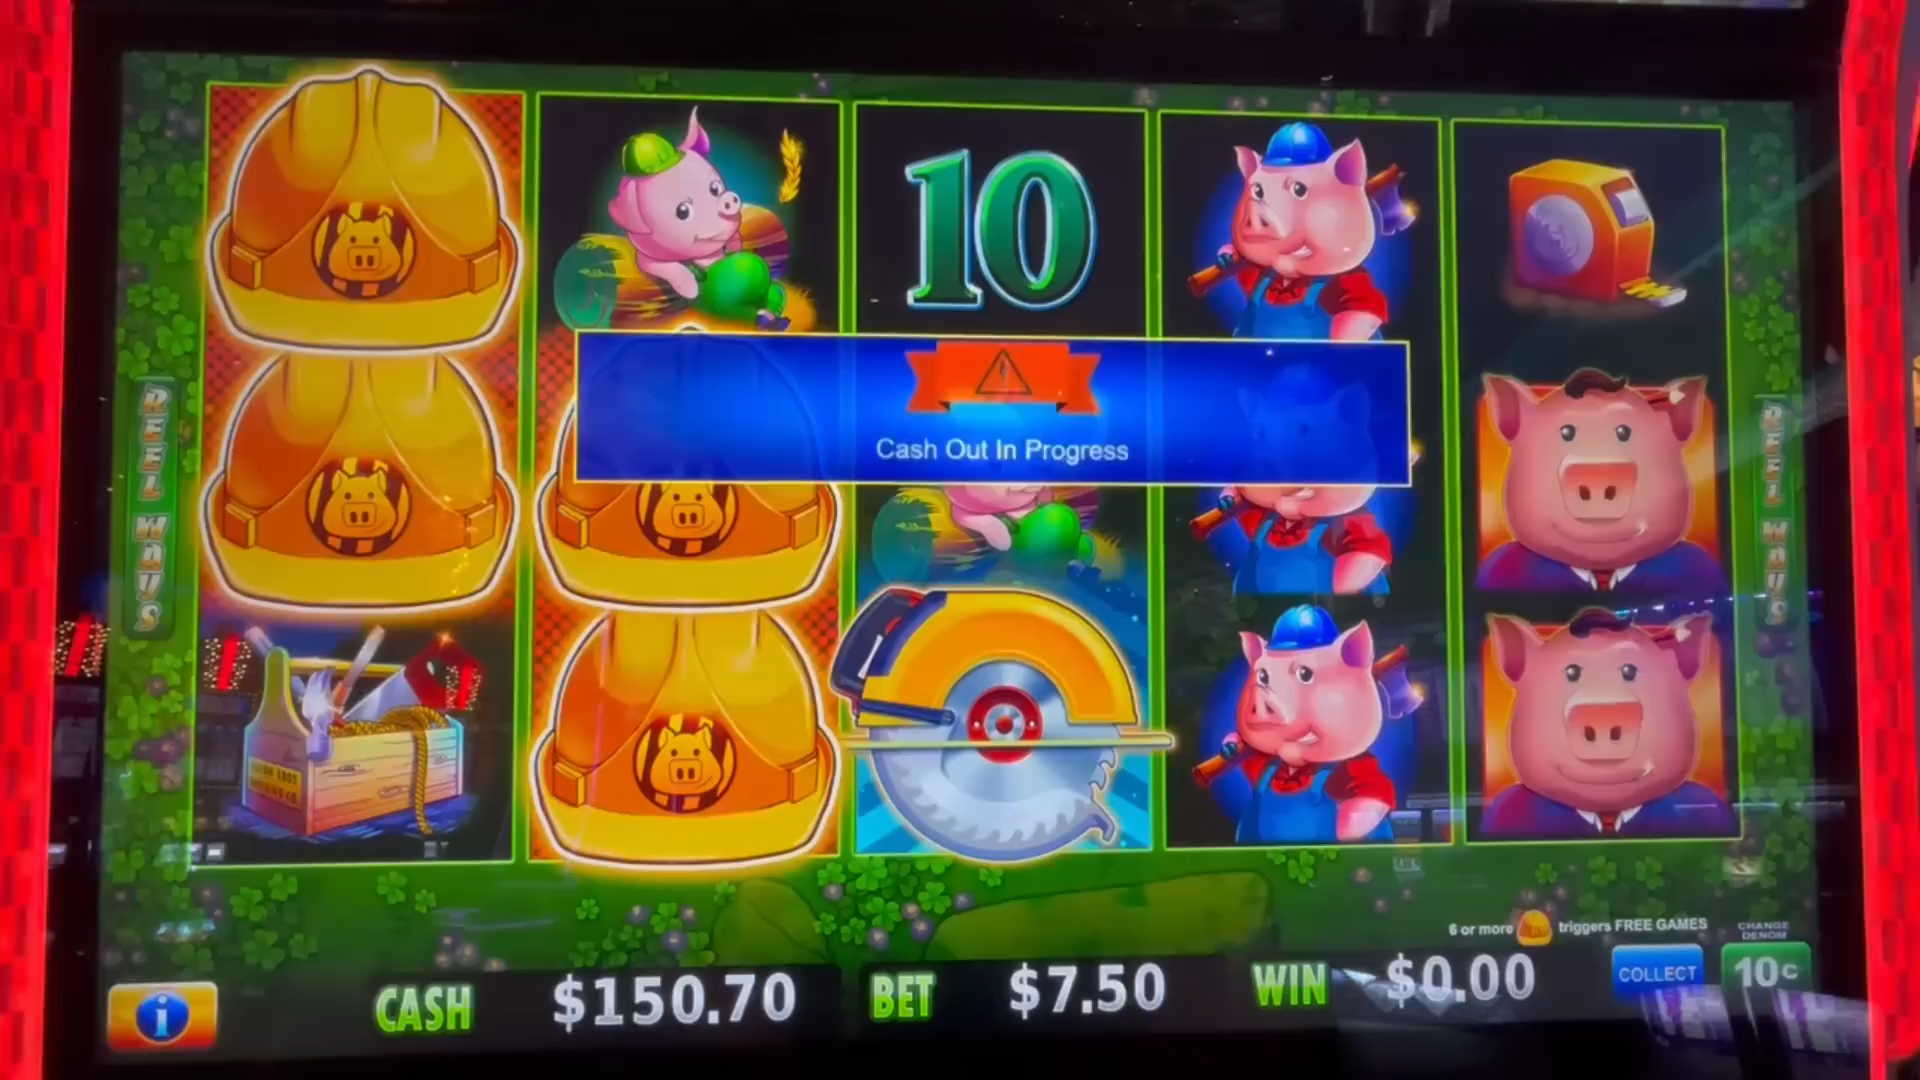 10
REEL WAYS
REEL WAYS
Cash Out In Progress
6 or more triggers FREE GAMES
CHANGE
DENOM
CASH $150.70 BET $7.50 WIN $0.00 COLLECT 10¢